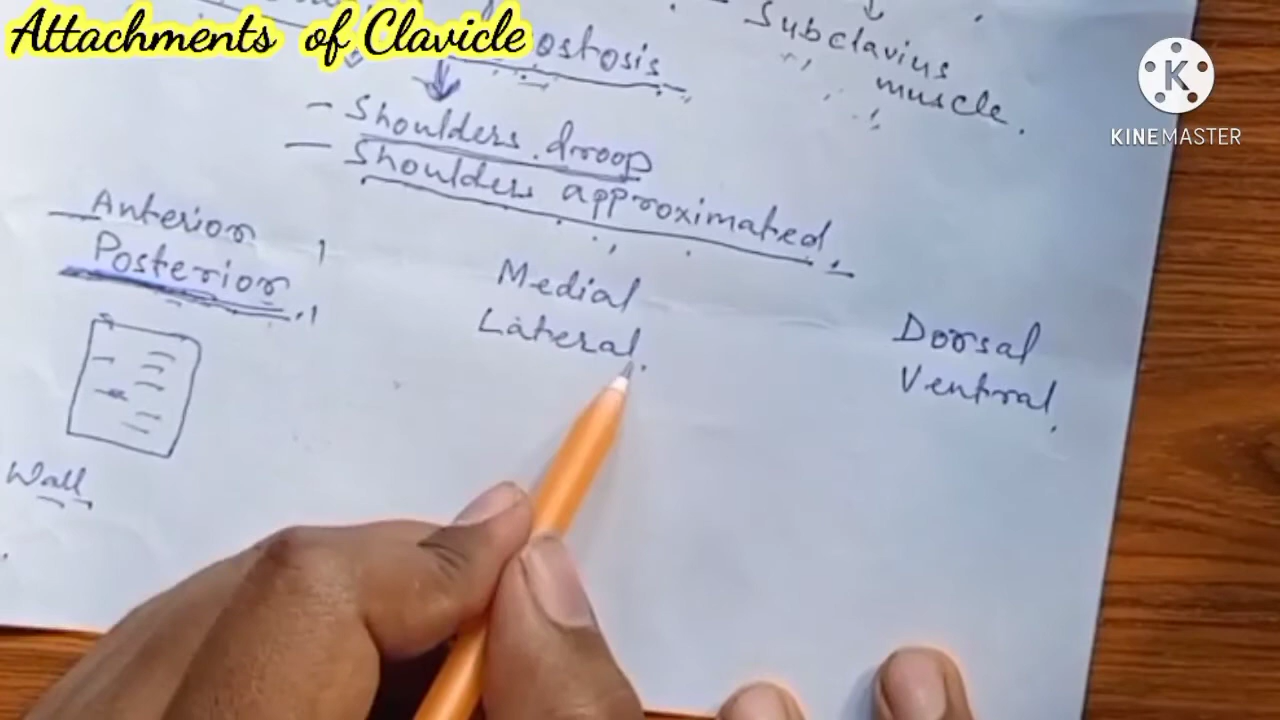 Attachments of Clavicle
ostosis
Subclavius
muscle.
- Shoulders droop
- Shoulders approximated.
Anterior
Posterior
Medial
Lateral.
Dorsal
Ventral.
Wall
K
KINEMASTER